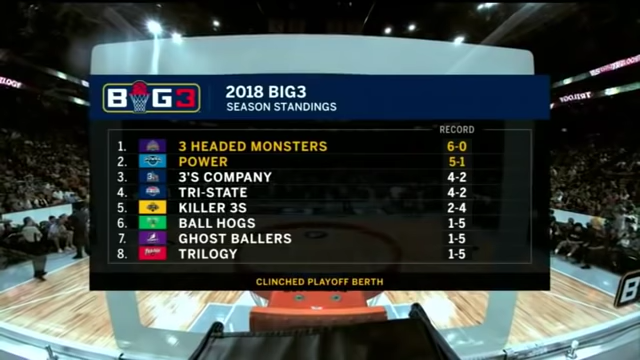 BIG3
2018 BIG3
SEASON STANDINGS
RECORD
1. 3 HEADED MONSTERS 6-0
2. POWER 5-1
3. 3'S COMPANY 4-2
4. TRI-STATE 4-2
5. KILLER 3S 2-4
6. BALL HOGS 1-5
7. GHOST BALLERS 1-5
8. TRILOGY 1-5
CLINCHED PLAYOFF BERTH